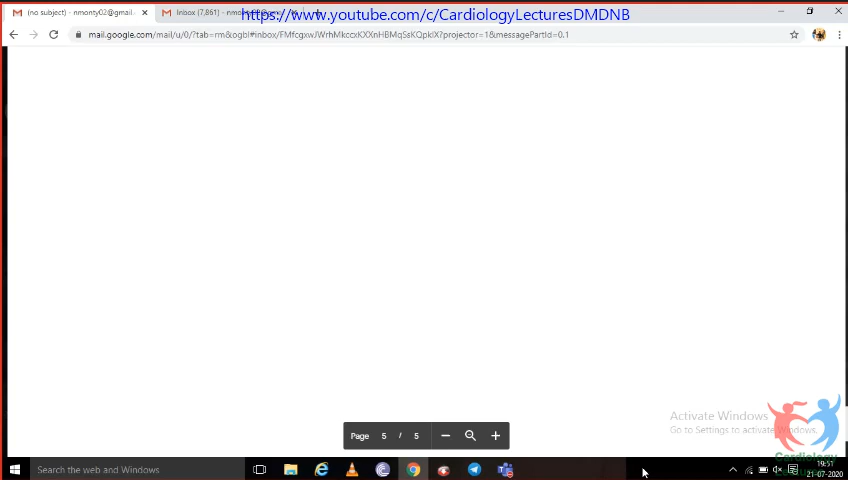 (no subject) - nmonty02@gmail.
Inbox (7,861) -
https://www.youtube.com/c/CardiologyLecturesDMDNB
mail.google.com/mail/u/0/?tab=rm&ogbl#inbox/FMfcgxwJWrhMkccxKXXnHBMqSsKQpklX?projector=1&messagePartId=0.1
Activate Windows
Go to Settings to activate Windows.
Page 5 / 5
Cardiology
Search the web and Windows
19:51
21-07-2020